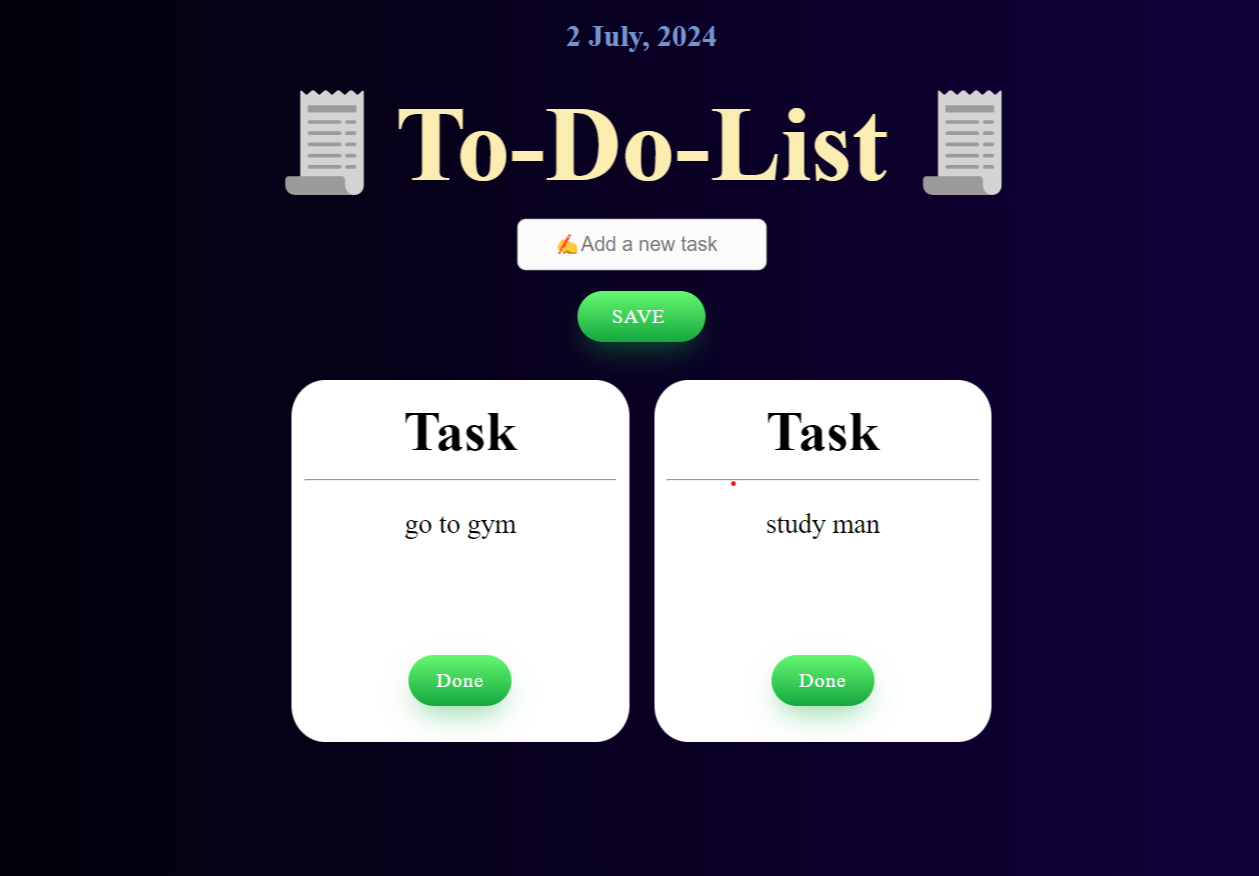 2 July, 2024
To-Do-List
✍️Add a new task
SAVE
Task
go to gym
Done
Task
study man
Done